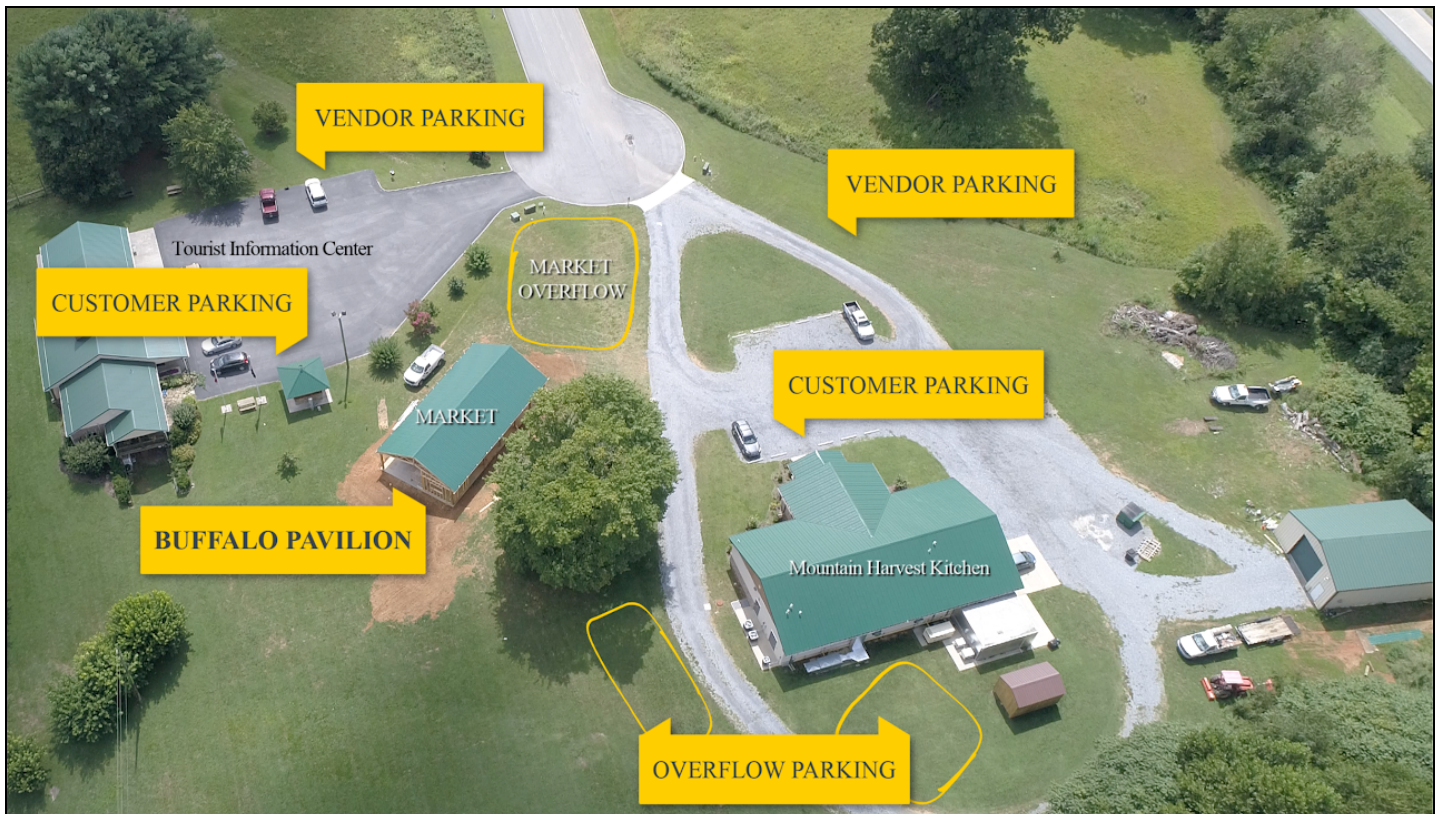 VENDOR PARKING
VENDOR PARKING
Tourist Information Center
MARKET
OVERFLOW
CUSTOMER PARKING
CUSTOMER PARKING
MARKET
BUFFALO PAVILION
Mountain Harvest Kitchen
OVERFLOW PARKING